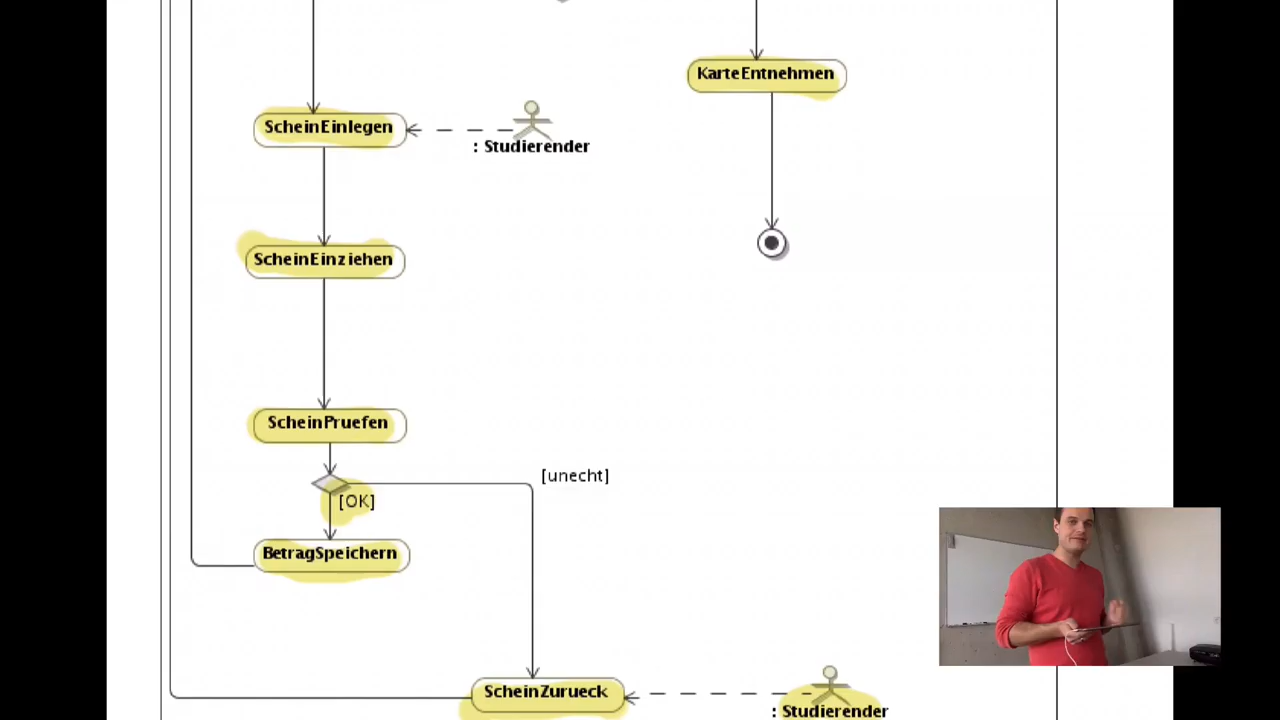 KarteEntnehmen
ScheinEinlegen
: Studierender
ScheinEinziehen
ScheinPruefen
[unecht]
[OK]
BetragSpeichern
ScheinZurueck
: Studierender